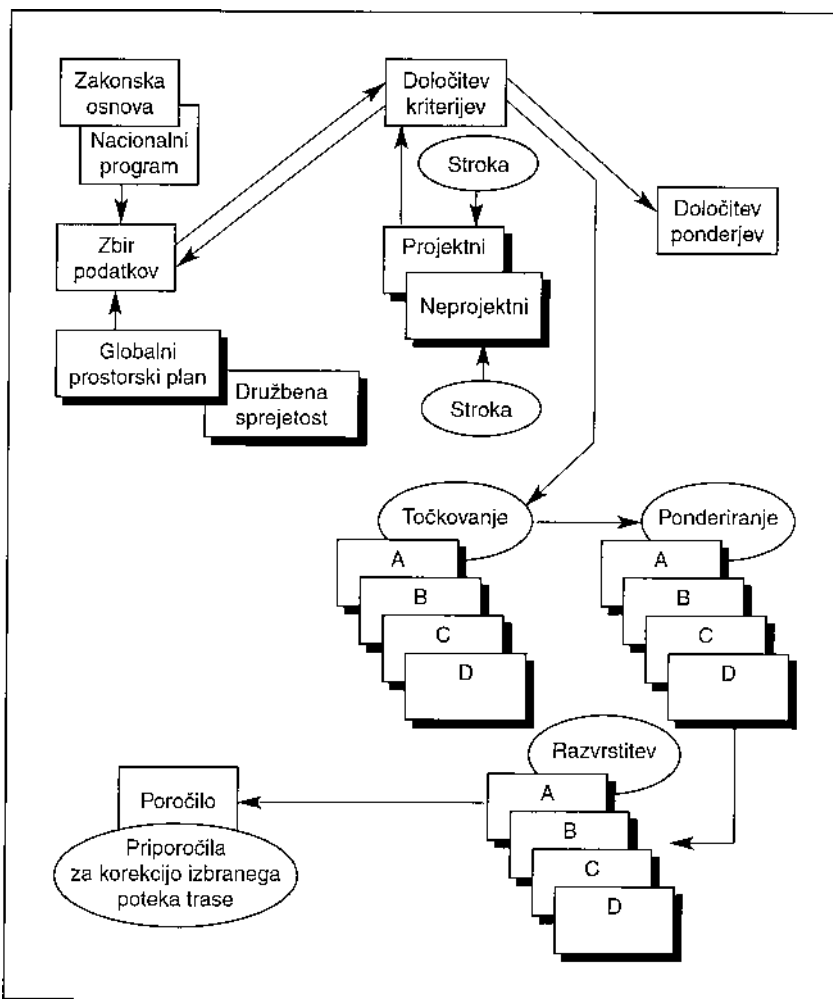 Zakonska
osnova
Nacionalni
program
Zbir
podatkov
Globalni
prostorski plan
Družbena
sprejetost
Določitev
kriterijev
Stroka
Projektni
Neprojektni
Stroka
Določitev
ponderjev
Točkovanje
A
B
C
D
Ponderiranje
A
B
C
D
Razvrstitev
A
B
C
D
Poročilo
Priporočila
za korekcijo izbranega
poteka trase